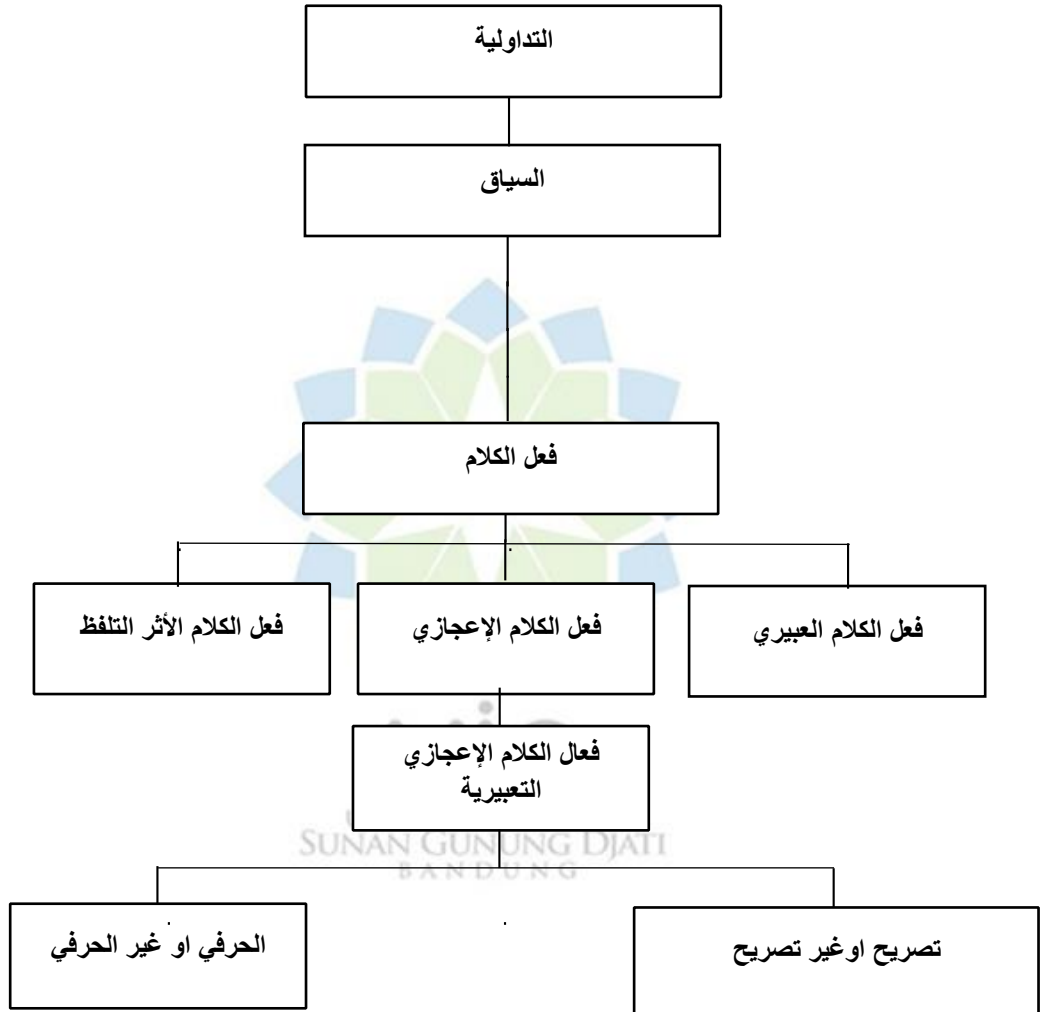 التداولية
السياق
فعل الكلام
فعل الكلام العبيري
فعل الكلام الإعجازي
فعل الكلام الأثر التلفظ
فعال الكلام الإعجازي
التعبيرية
SUNAN GUNUNG DJATI
BANDUNG
تصريح اوغير تصريح
الحرفي او غير الحرفي